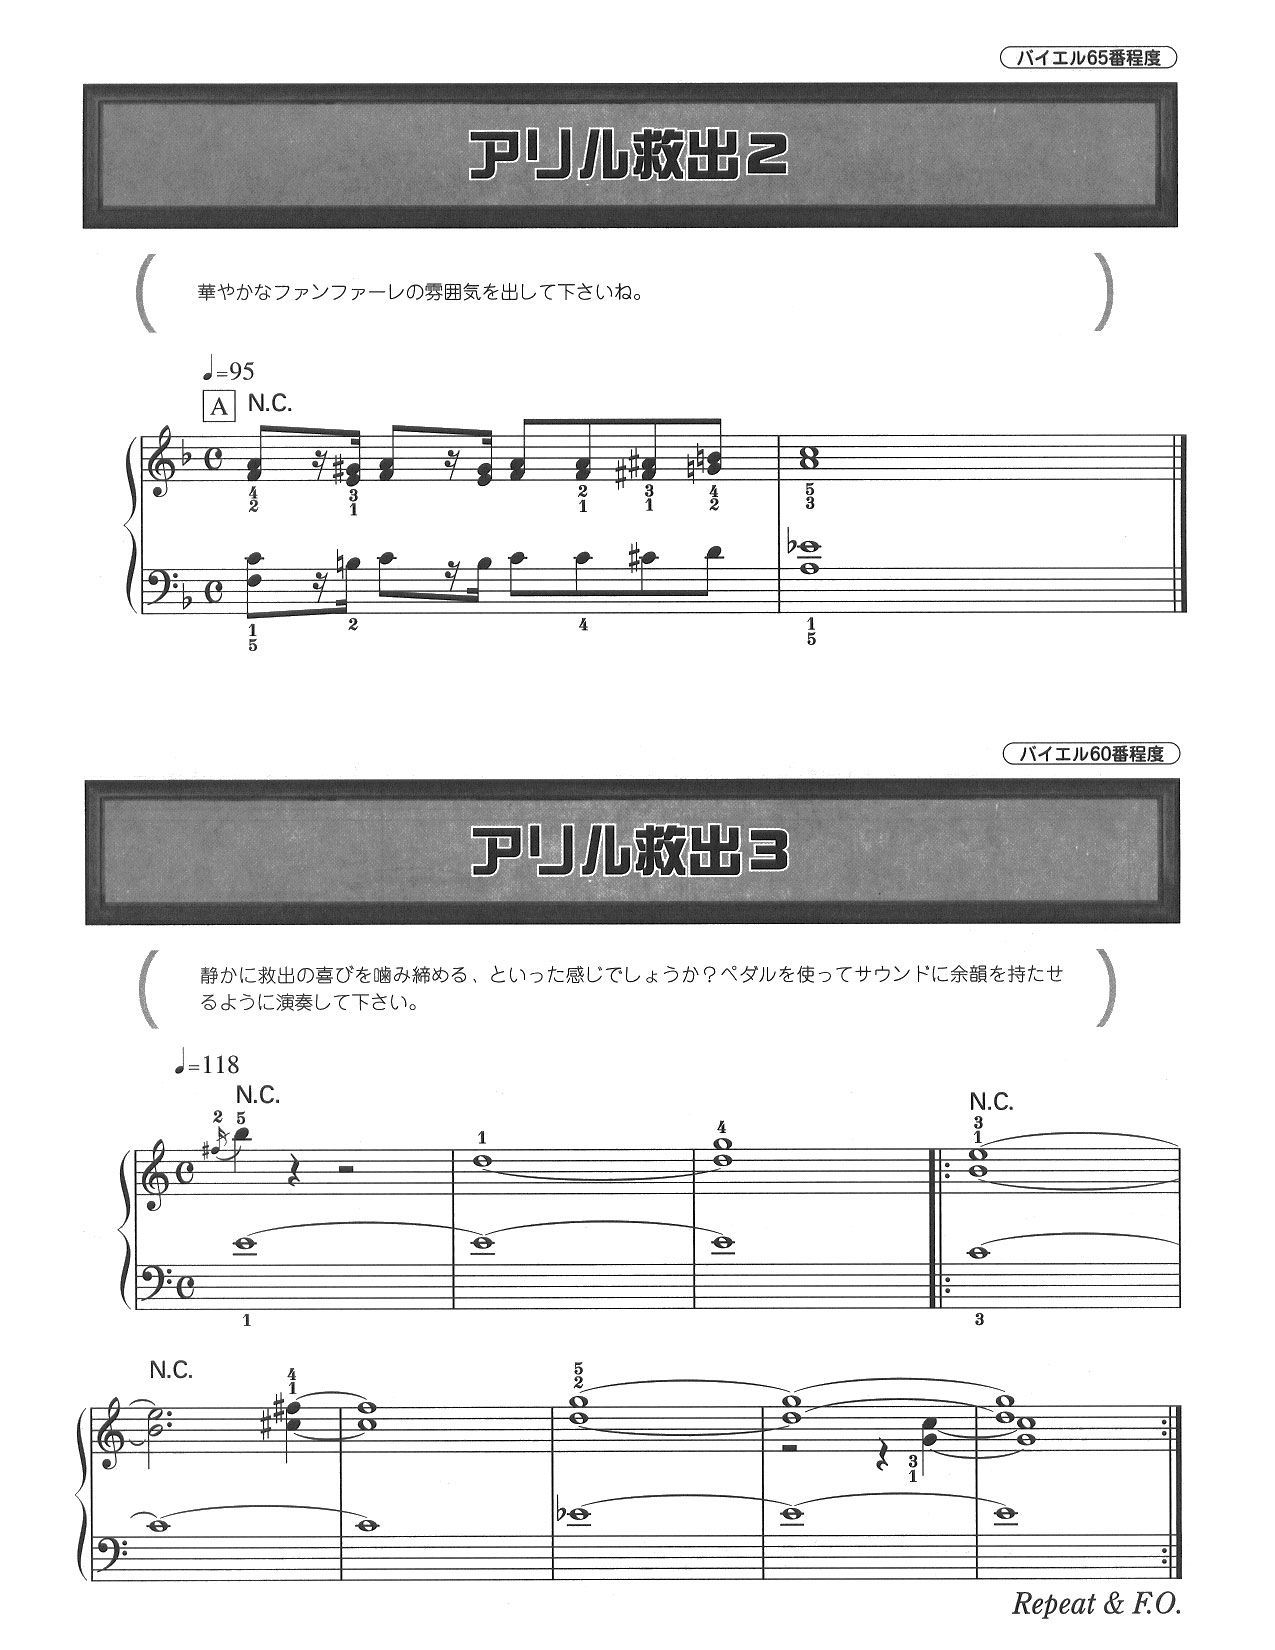 バイエル65番程度
アリル救出2
華やかなファンファーレの雰囲気を出して下さいね。
♩=95
A N.C.
4 2 3 1 2 1 3 1 4 2 5 3
1 5 2 4 1 5
バイエル60番程度
アリル救出3
静かに救出の喜びを噛み締める、といった感じでしょうか?ペダルを使ってサウンドに余韻を持たせ
るように演奏して下さい。
♩=118
N.C. N.C.
2 5 1 4 3 1
1 3
N.C.
4 1 5 2
3 1
Repeat & F.O.